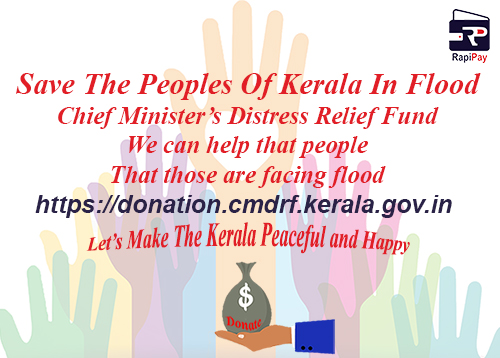 RapiPay
Save The Peoples Of Kerala In Flood
Chief Minister's Distress Relief Fund
We can help that people
That those are facing flood
https://donation.cmdrf.kerala.gov.in
Let's Make The Kerala Peaceful and Happy
$
Donate